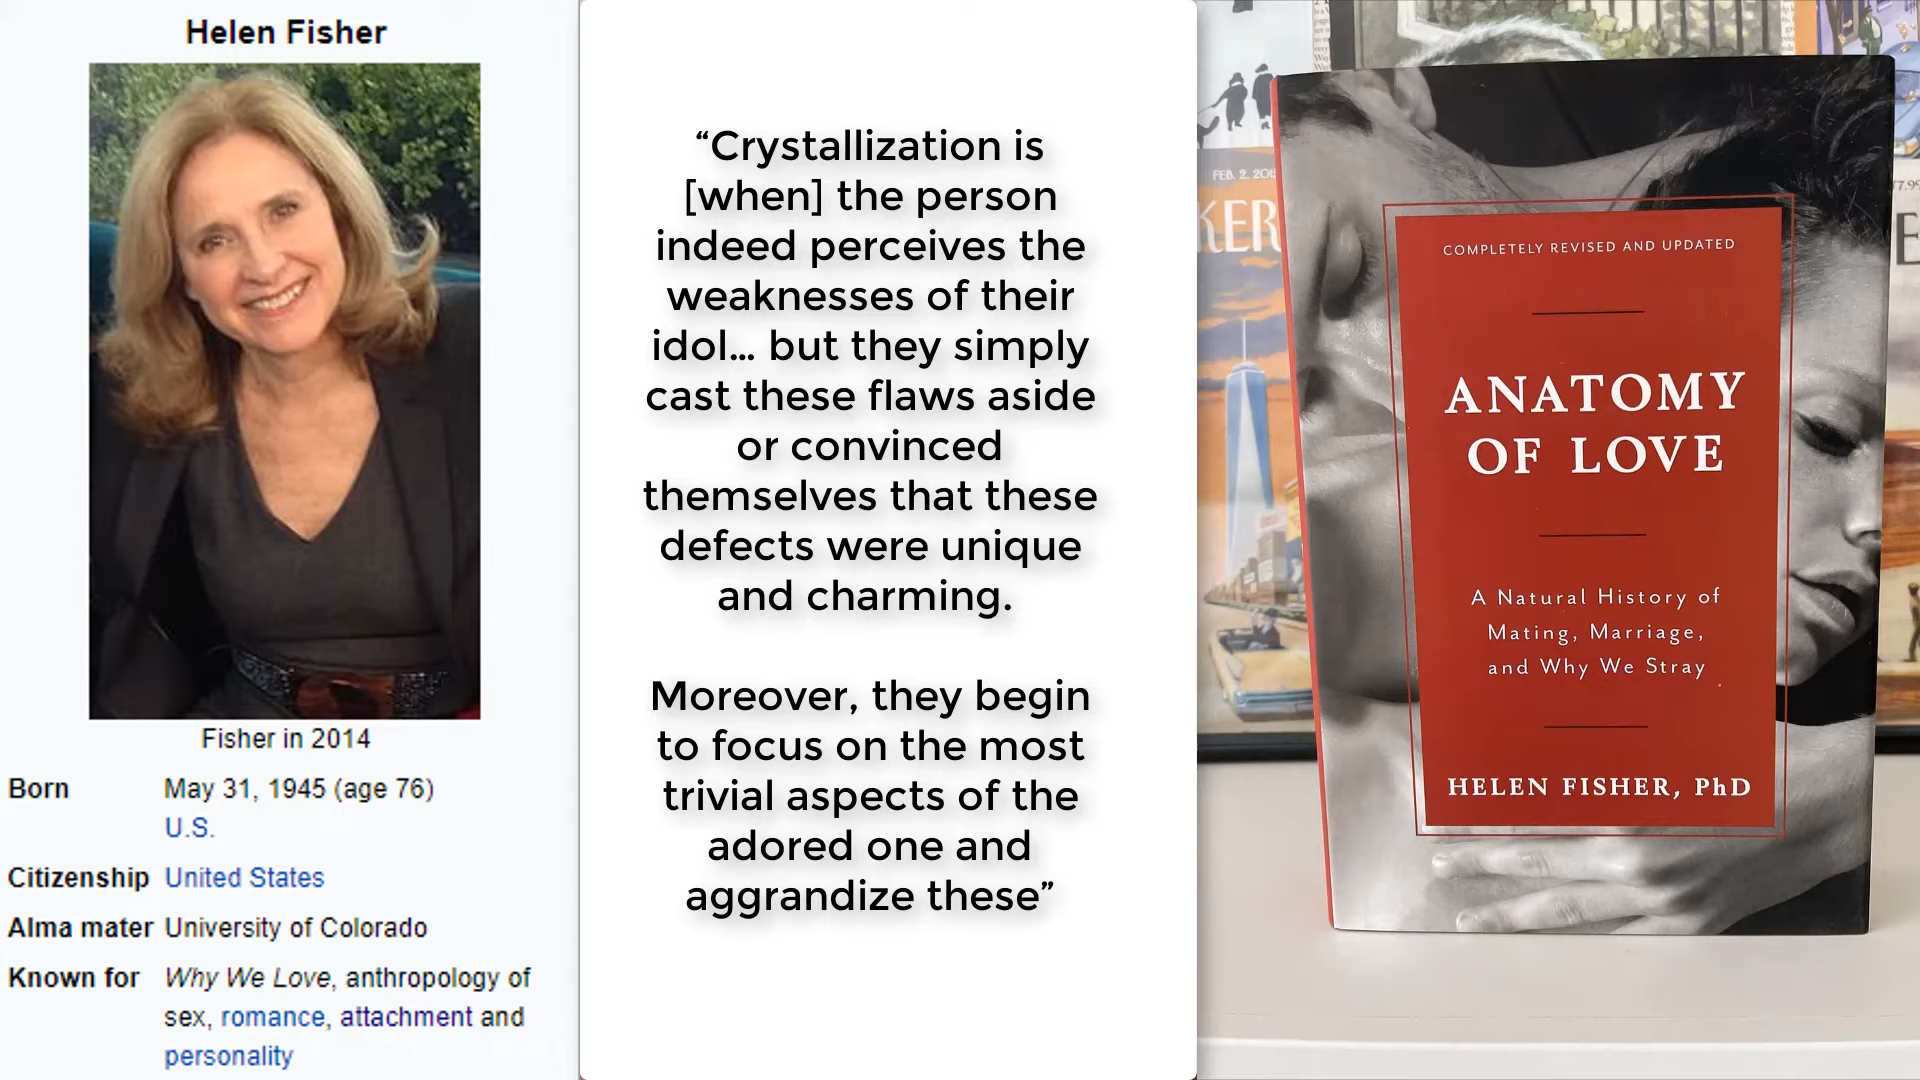 Helen Fisher
Fisher in 2014
Born May 31, 1945 (age 76)
U.S.
Citizenship United States
Alma mater University of Colorado
Known for Why We Love, anthropology of
sex, romance, attachment and
personality
“Crystallization is
[when] the person
indeed perceives the
weaknesses of their
idol... but they simply
cast these flaws aside
or convinced
themselves that these
defects were unique
and charming.
Moreover, they begin
to focus on the most
trivial aspects of the
adored one and
aggrandize these”
COMPLETELY REVISED AND UPDATED
ANATOMY
OF LOVE
A Natural History of
Mating, Marriage,
and Why We Stray
HELEN FISHER, PhD
FEB. 2,
KER